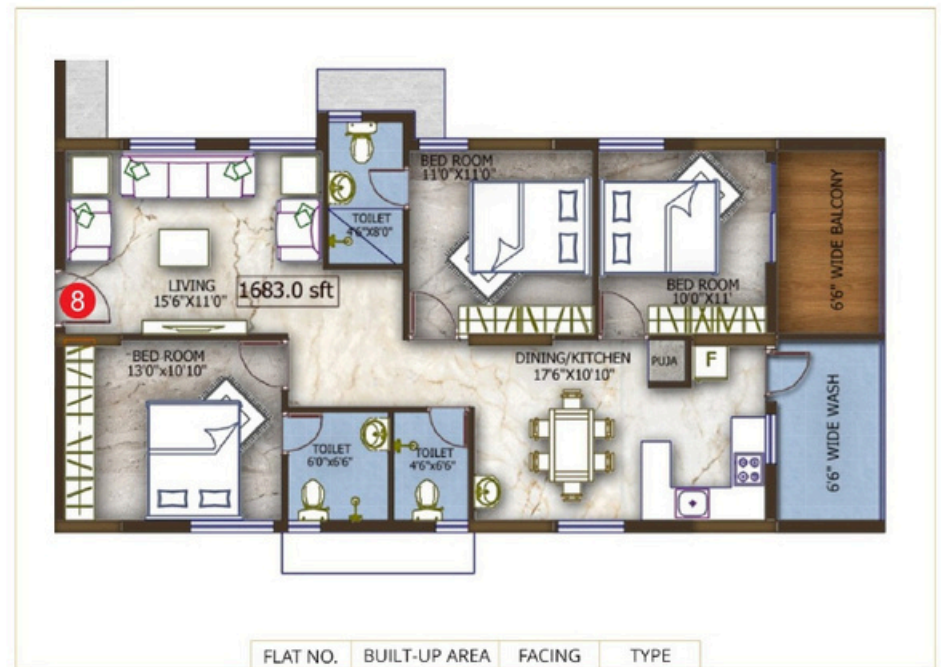 BED ROOM
11'0"X11'0"
TOILET
4'6"X8'0"
6'6" WIDE BALCONY
LIVING
15'6"X11'0"
1683.0 sft
8
BED ROOM
10'0"X11'
BED ROOM
13'0"x10'10"
DINING/KITCHEN
17'6"X10'10"
PUJA
F
6'6" WIDE WASH
TOILET
6'0"x6'6"
TOILET
4'6"x6'6"
FLAT NO. BUILT-UP AREA FACING TYPE